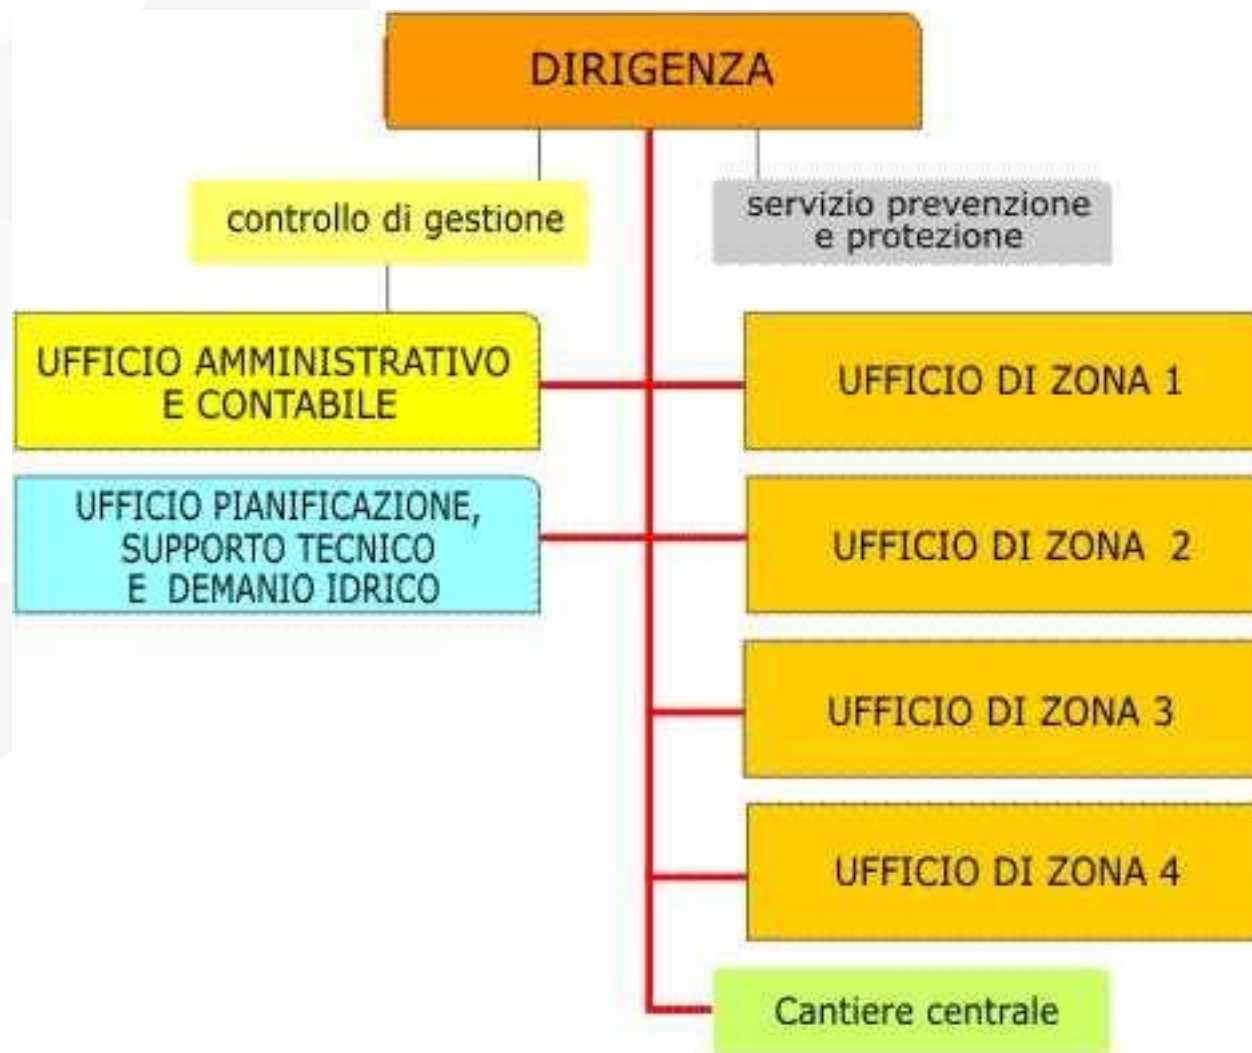 DIRIGENZA
controllo di gestione
servizio prevenzione
e protezione
UFFICIO AMMINISTRATIVO
E CONTABILE
UFFICIO DI ZONA 1
UFFICIO PIANIFICAZIONE,
SUPPORTO TECNICO
E DEMANIO IDRICO
UFFICIO DI ZONA 2
UFFICIO DI ZONA 3
UFFICIO DI ZONA 4
Cantiere centrale